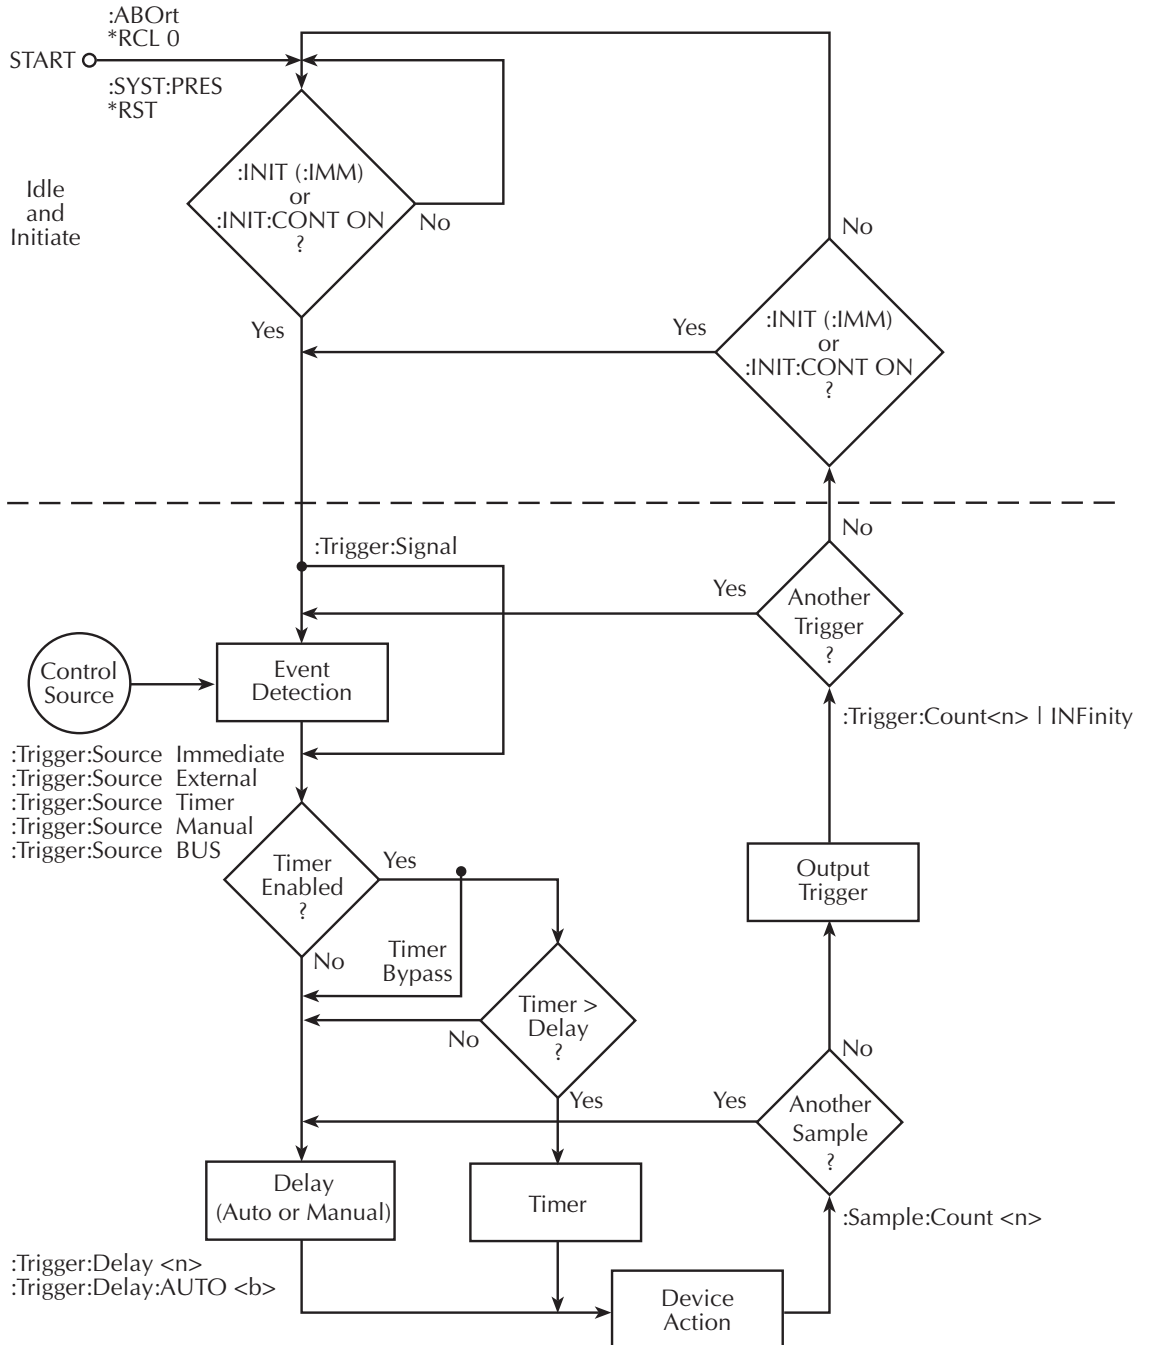 :ABOrt
*RCL 0
START
:SYST:PRES
*RST
Idle
and
Initiate
:INIT (:IMM)
or
:INIT:CONT ON
?
No
Yes
No
:INIT (:IMM)
or
:INIT:CONT ON
?
Yes
No
:Trigger:Signal
Another
Trigger
?
Yes
Control
Source
Event
Detection
:Trigger:Count<n> | INFinity
:Trigger:Source Immediate
:Trigger:Source External
:Trigger:Source Timer
:Trigger:Source Manual
:Trigger:Source BUS
Timer
Enabled
?
Yes
No
Timer
Bypass
Output
Trigger
Timer >
Delay
?
No
Yes
No
Another
Sample
?
Yes
Delay
(Auto or Manual)
Timer
:Sample:Count <n>
:Trigger:Delay <n>
:Trigger:Delay:AUTO <b>
Device
Action